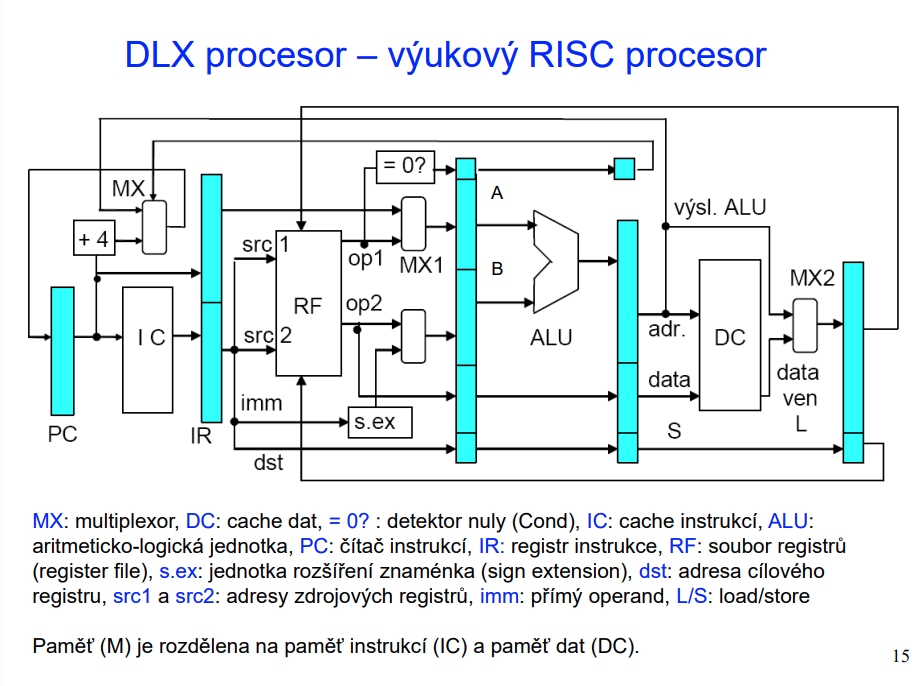 DLX procesor – výukový RISC procesor
= 0?
MX
A
výsl. ALU
+ 4
src 1
op1
MX1
B
MX2
I C
RF
op2
src 2
ALU
adr.
DC
imm
data
data
ven
L
PC
IR
s.ex
S
dst
MX: multiplexor, DC: cache dat, = 0? : detektor nuly (Cond), IC: cache instrukcí, ALU:
aritmeticko-logická jednotka, PC: čítač instrukcí, IR: registr instrukce, RF: soubor registrů
(register file), s.ex: jednotka rozšíření znaménka (sign extension), dst: adresa cílového
registru, src1 a src2: adresy zdrojových registrů, imm: přímý operand, L/S: load/store
Paměť (M) je rozdělena na paměť instrukcí (IC) a paměť dat (DC).
15